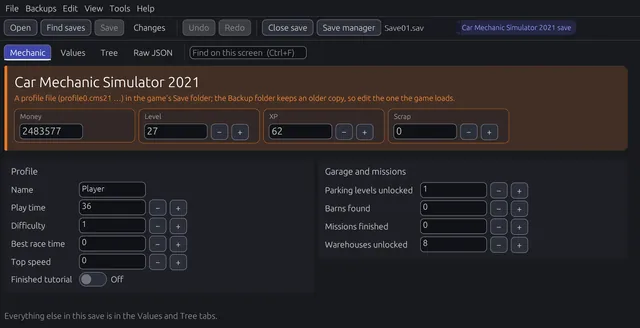 File Backups Edit View Tools Help
Open Find saves Save Changes Undo Redo Close save Save manager Save01.sav Car Mechanic Simulator 2021 save
Mechanic Values Tree Raw JSON Find on this screen (Ctrl+F)
Car Mechanic Simulator 2021
A profile file (profile0.cms21 ...) in the game's Save folder; the Backup folder keeps an older copy, so edit the one the game loads.
Money Level XP Scrap
2483577 27 − + 62 − + 0 − +
Profile
Name Player
Play time 36 − +
Difficulty 1 − +
Best race time 0 − +
Top speed 0 − +
Finished tutorial Off
Garage and missions
Parking levels unlocked 1 − +
Barns found 0 − +
Missions finished 0 − +
Warehouses unlocked 8 − +
Everything else in this save is in the Values and Tree tabs.